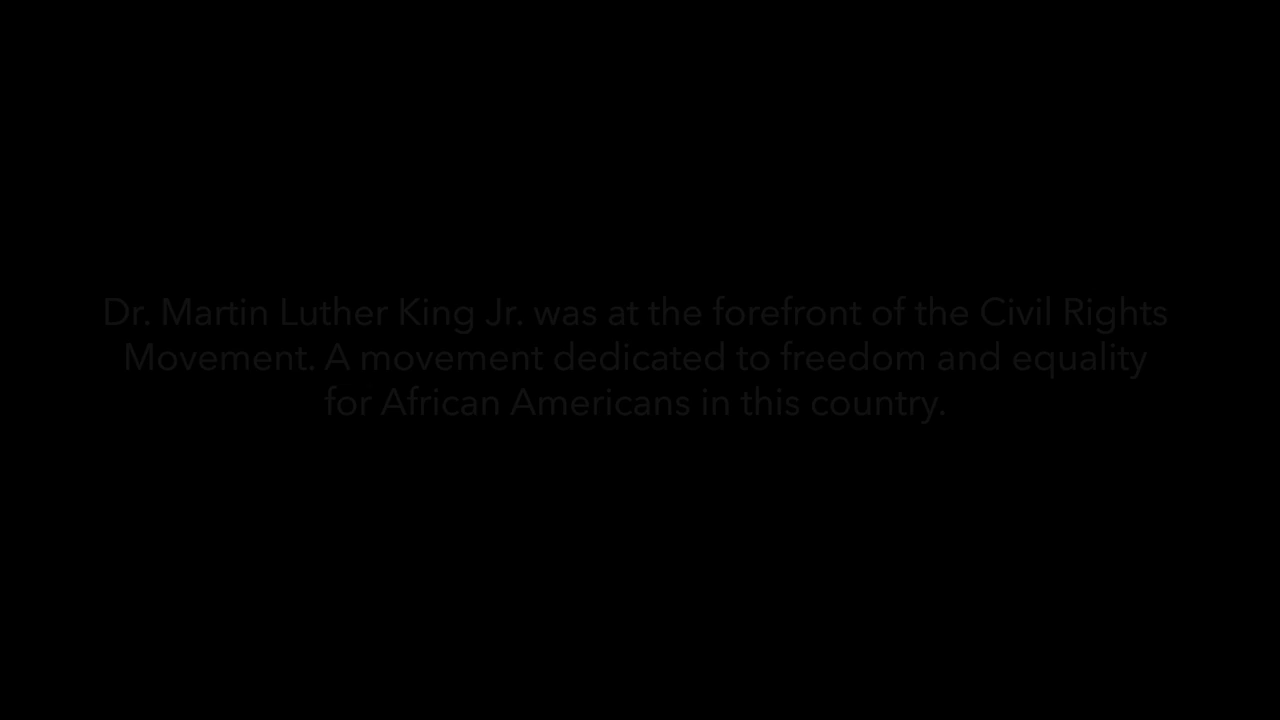 Dr. Martin Luther King Jr. was at the forefront of the Civil Rights
Movement. A movement dedicated to freedom and equality
for African Americans in this country.